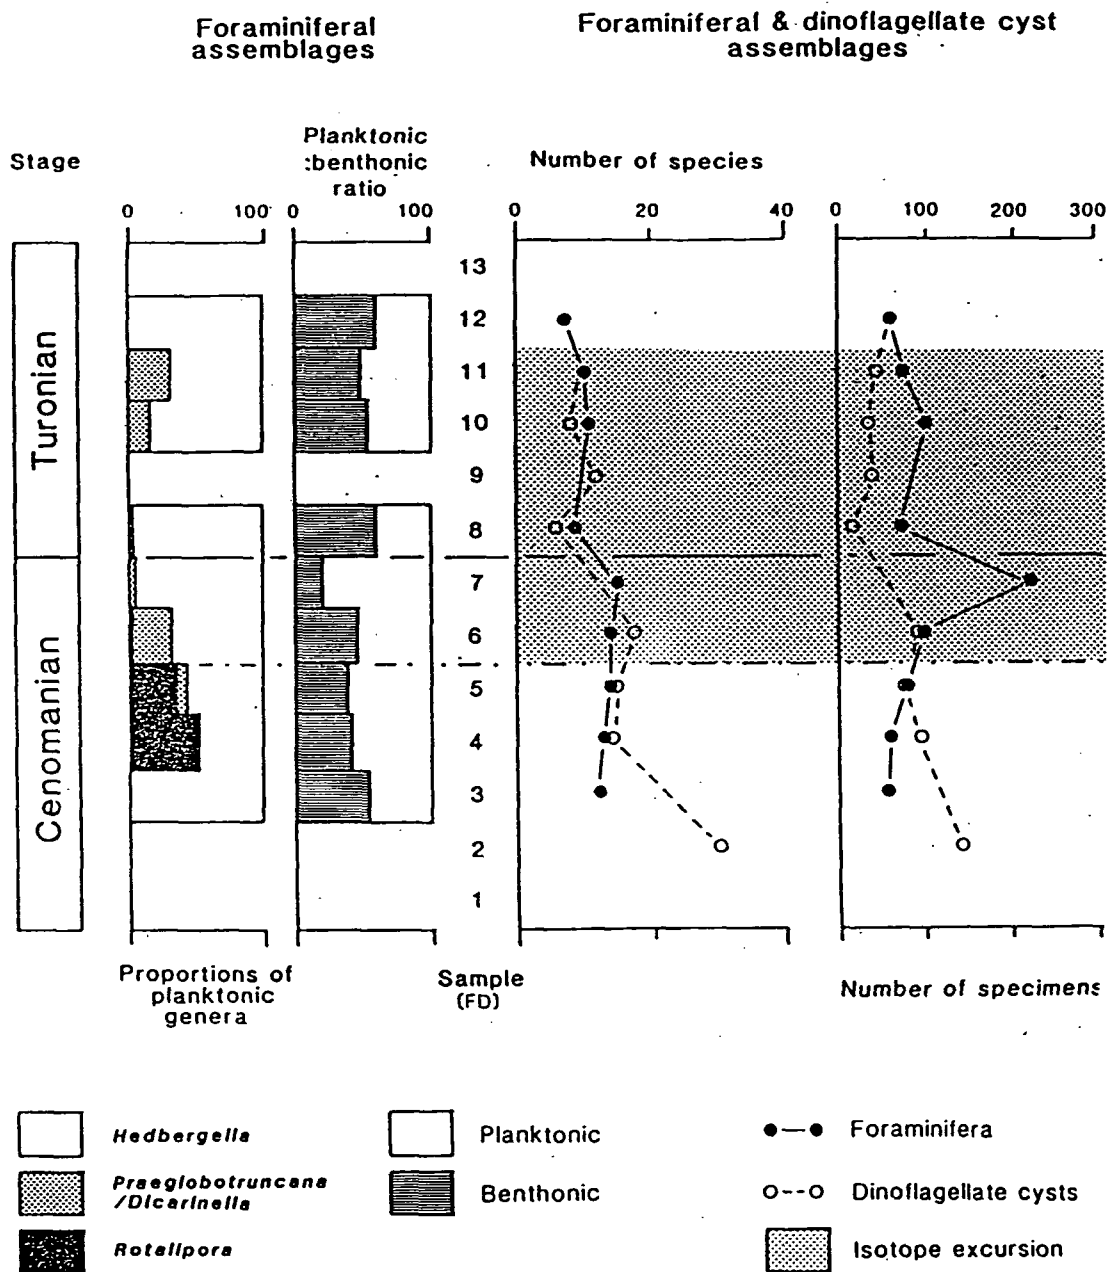 Foraminiferal
assemblages
Foraminiferal & dinoflagellate cyst
assemblages
Stage
Planktonic
:benthonic
ratio
Number of species
0 100
0 100
0 20 40
0 100 200 300
Turonian
Cenomanian
13
12
11
10
9
8
7
6
5
4
3
2
1
Proportions of
planktonic
genera
Sample
(FD)
Number of specimens
Hedbergella
Praeglobotruncana
/Dicarinella
Rotalipora
Planktonic
Benthonic
Foraminifera
Dinoflagellate cysts
Isotope excursion